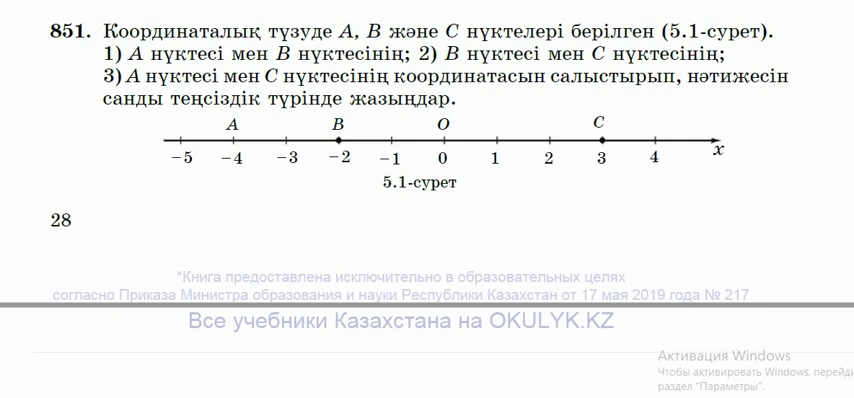 851. Координаталық түзуде A, B және C нүктелері берілген (5.1-сурет).
1) A нүктесі мен B нүктесінің; 2) B нүктесі мен C нүктесінің;
3) A нүктесі мен C нүктесінің координатасын салыстырып, нәтижесін
санды теңсіздік түрінде жазыңдар.
A B O C
−5 −4 −3 −2 −1 0 1 2 3 4 x
5.1-сурет
28
*Книга предоставлена исключительно в образовательных целях
согласно Приказа Министра образования и науки Республики Казахстан от 17 мая 2019 года № 217
Все учебники Казахстана на OKULYK.KZ
Активация Windows
Чтобы активировать Windows, перейди
раздел "Параметры".